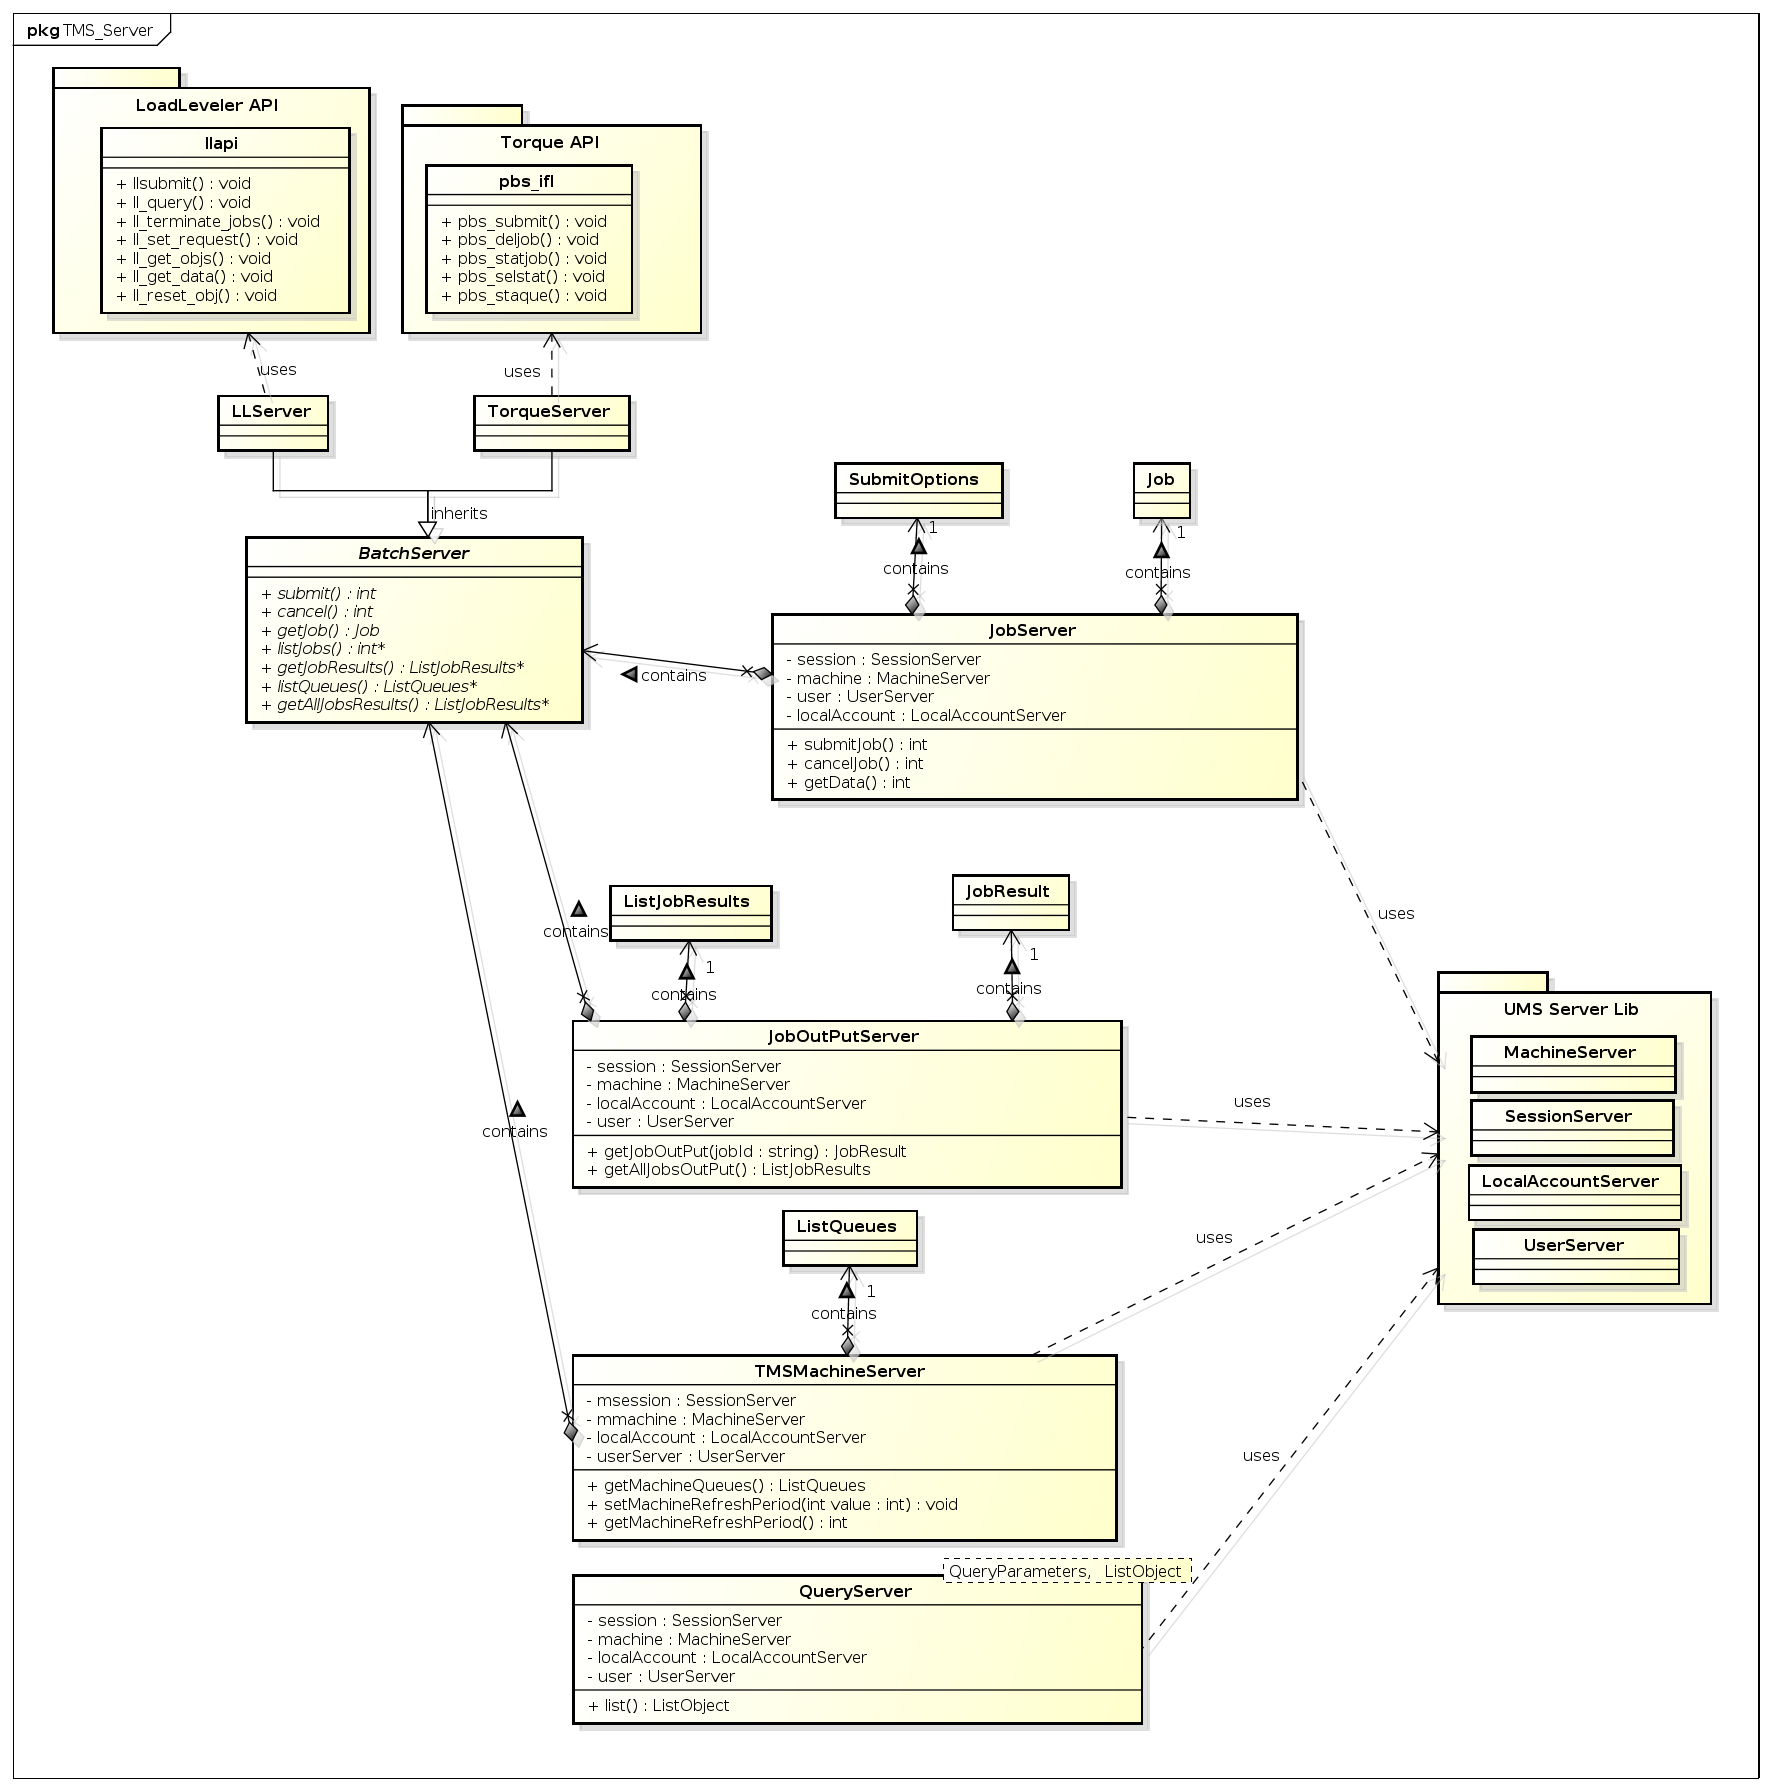 pkg TMS_Server
LoadLeveler API
llapi
+ llsubmit() : void
+ ll_query() : void
+ ll_terminate_jobs() : void
+ ll_set_request() : void
+ ll_get_objs() : void
+ ll_get_data() : void
+ ll_reset_obj() : void
Torque API
pbs_ifl
+ pbs_submit() : void
+ pbs_deljob() : void
+ pbs_statjob() : void
+ pbs_selstat() : void
+ pbs_staque() : void
uses
uses
LLServer
TorqueServer
inherits
BatchServer
+ submit() : int
+ cancel() : int
+ getJob() : Job
+ listJobs() : int*
+ getJobResults() : ListJobResults*
+ listQueues() : ListQueues*
+ getAllJobsResults() : ListJobResults*
SubmitOptions
1
contains
Job
1
contains
contains
JobServer
- session : SessionServer
- machine : MachineServer
- user : UserServer
- localAccount : LocalAccountServer
+ submitJob() : int
+ cancelJob() : int
+ getData() : int
uses
contains
ListJobResults
1
contains
JobResult
1
contains
JobOutPutServer
- session : SessionServer
- machine : MachineServer
- localAccount : LocalAccountServer
- user : UserServer
+ getJobOutPut(jobId : string) : JobResult
+ getAllJobsOutPut() : ListJobResults
uses
UMS Server Lib
MachineServer
SessionServer
LocalAccountServer
UserServer
contains
ListQueues
1
contains
uses
TMSMachineServer
- msession : SessionServer
- mmachine : MachineServer
- localAccount : LocalAccountServer
- userServer : UserServer
+ getMachineQueues() : ListQueues
+ setMachineRefreshPeriod(int value : int) : void
+ getMachineRefreshPeriod() : int
uses
QueryParameters, ListObject
QueryServer
- session : SessionServer
- machine : MachineServer
- localAccount : LocalAccountServer
- user : UserServer
+ list() : ListObject